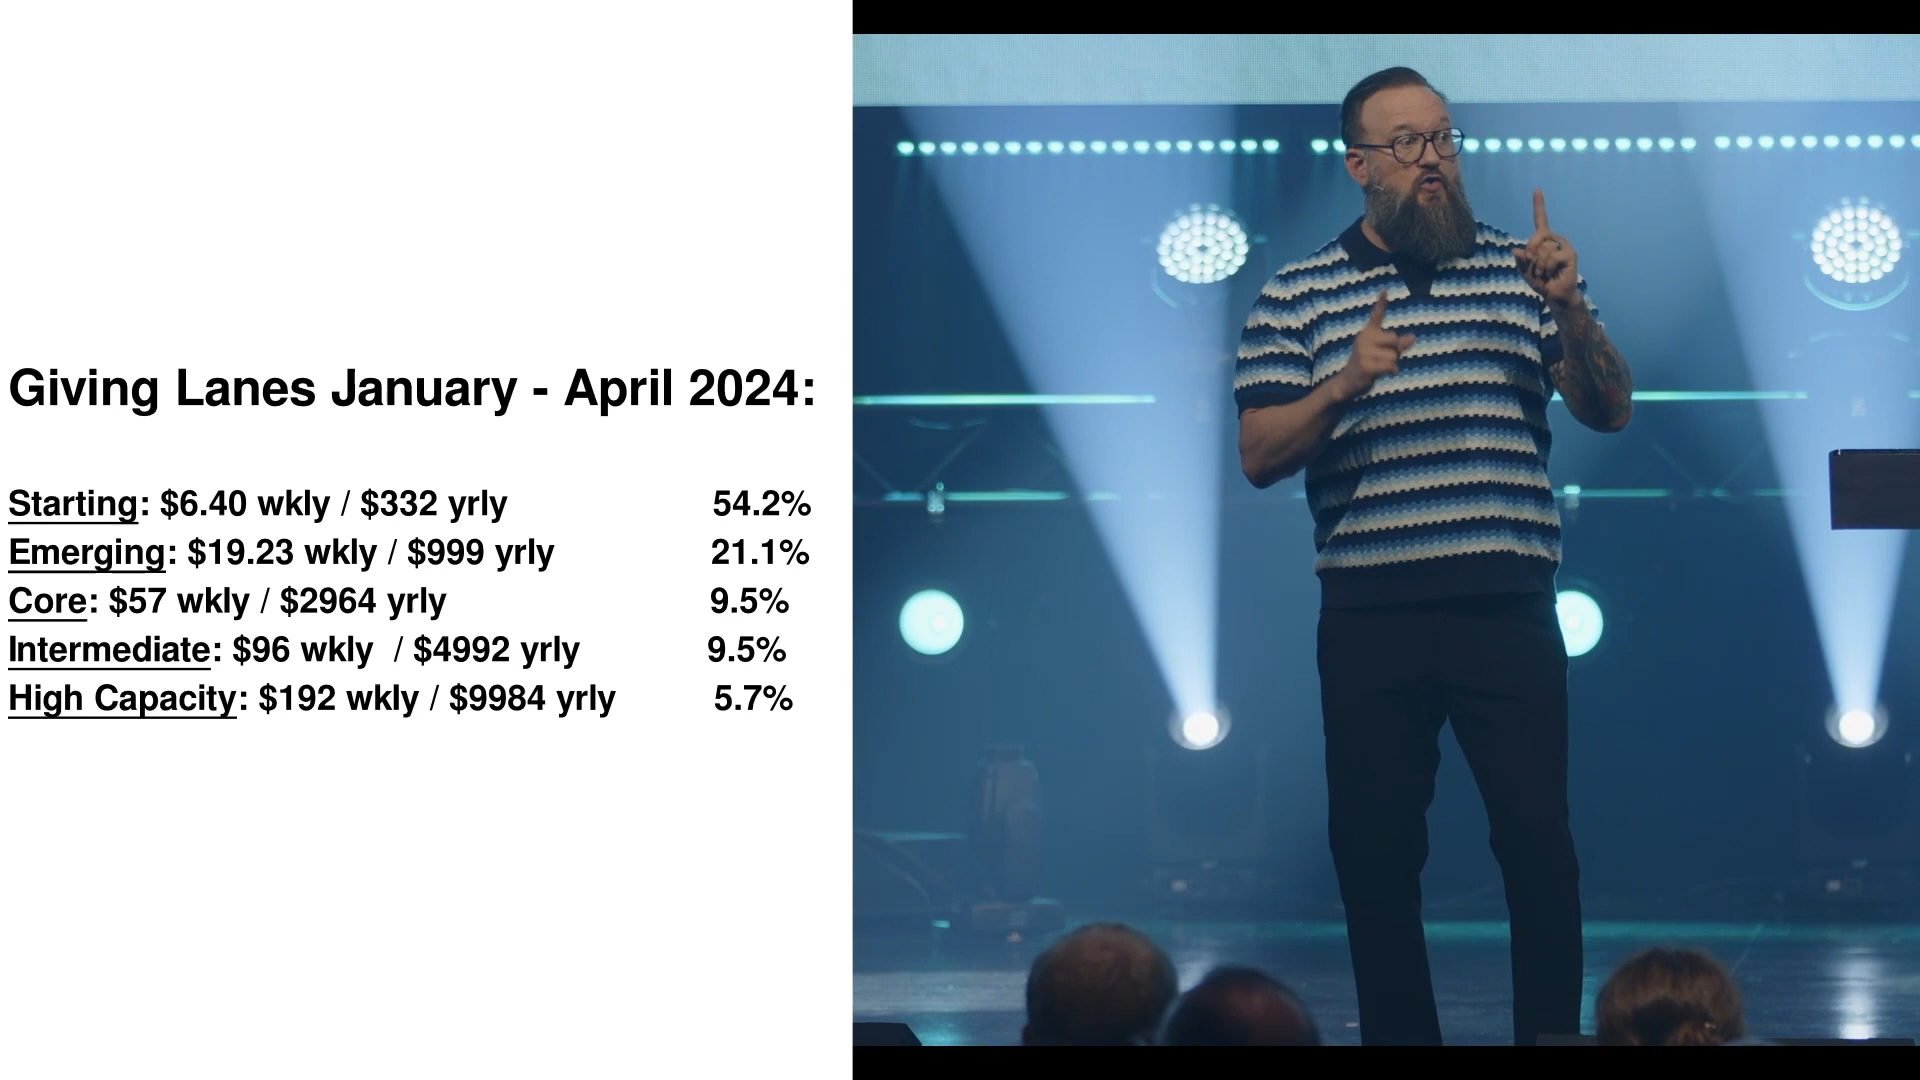 Giving Lanes January - April 2024:
Starting: $6.40 wkly / $332 yrly 54.2%
Emerging: $19.23 wkly / $999 yrly 21.1%
Core: $57 wkly / $2964 yrly 9.5%
Intermediate: $96 wkly / $4992 yrly 9.5%
High Capacity: $192 wkly / $9984 yrly 5.7%